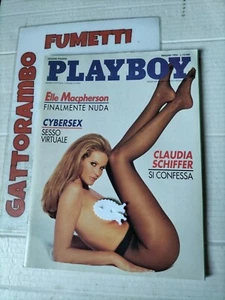 FUMETTI
GATTORAMBO
PLAYBOY
Elle Macpherson
FINALMENTE NUDA
CYBERSEX
SESSO
VIRTUALE
CLAUDIA
SCHIFFER
SI CONFESSA